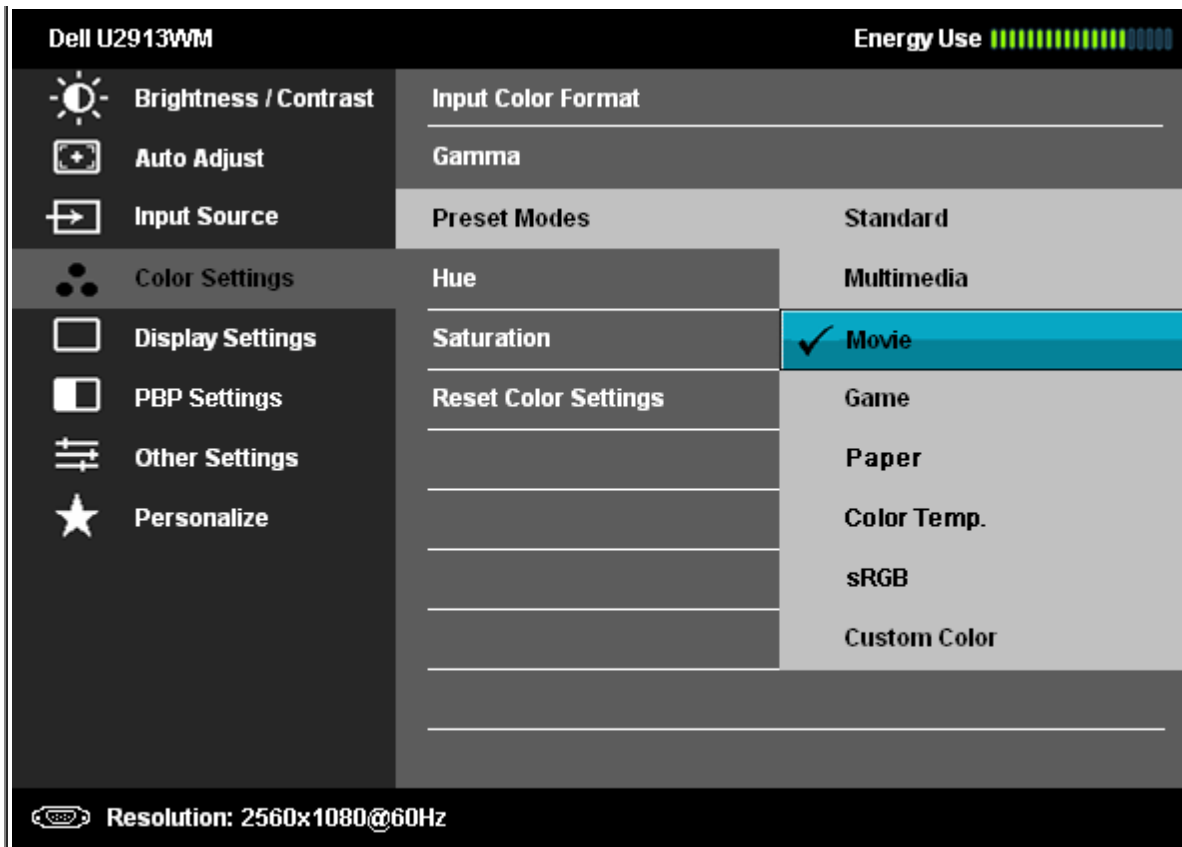 Dell U2913WM Energy Use
Brightness / Contrast Input Color Format
Auto Adjust Gamma
Input Source Preset Modes Standard
Color Settings Hue Multimedia
Display Settings Saturation Movie
PBP Settings Reset Color Settings Game
Other Settings Paper
Personalize Color Temp.
sRGB
Custom Color
Resolution: 2560x1080@60Hz